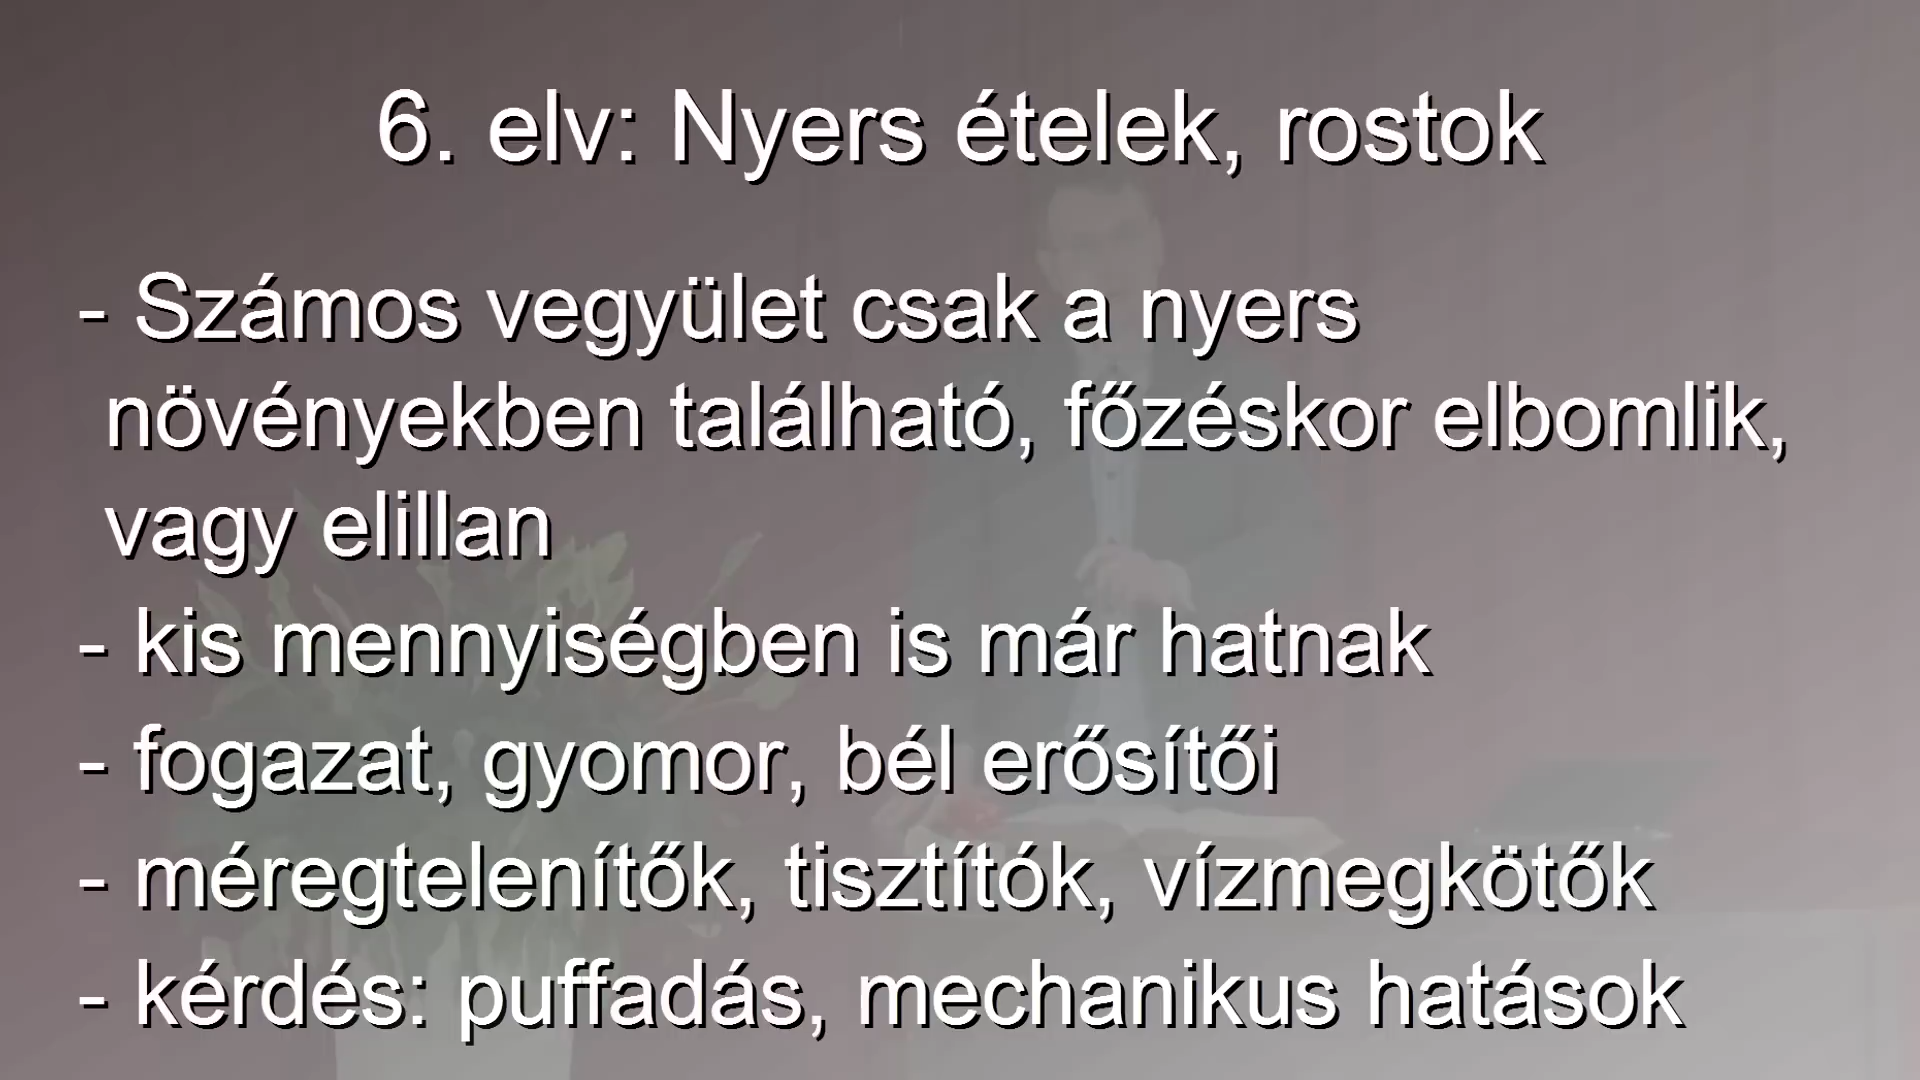 6. elv: Nyers ételek, rostok
- Számos vegyület csak a nyers
növényekben található, főzéskor elbomlik,
vagy elillan
- kis mennyiségben is már hatnak
- fogazat, gyomor, bél erősítői
- méregtelenítők, tisztítók, vízmegkötők
- kérdés: puffadás, mechanikus hatások